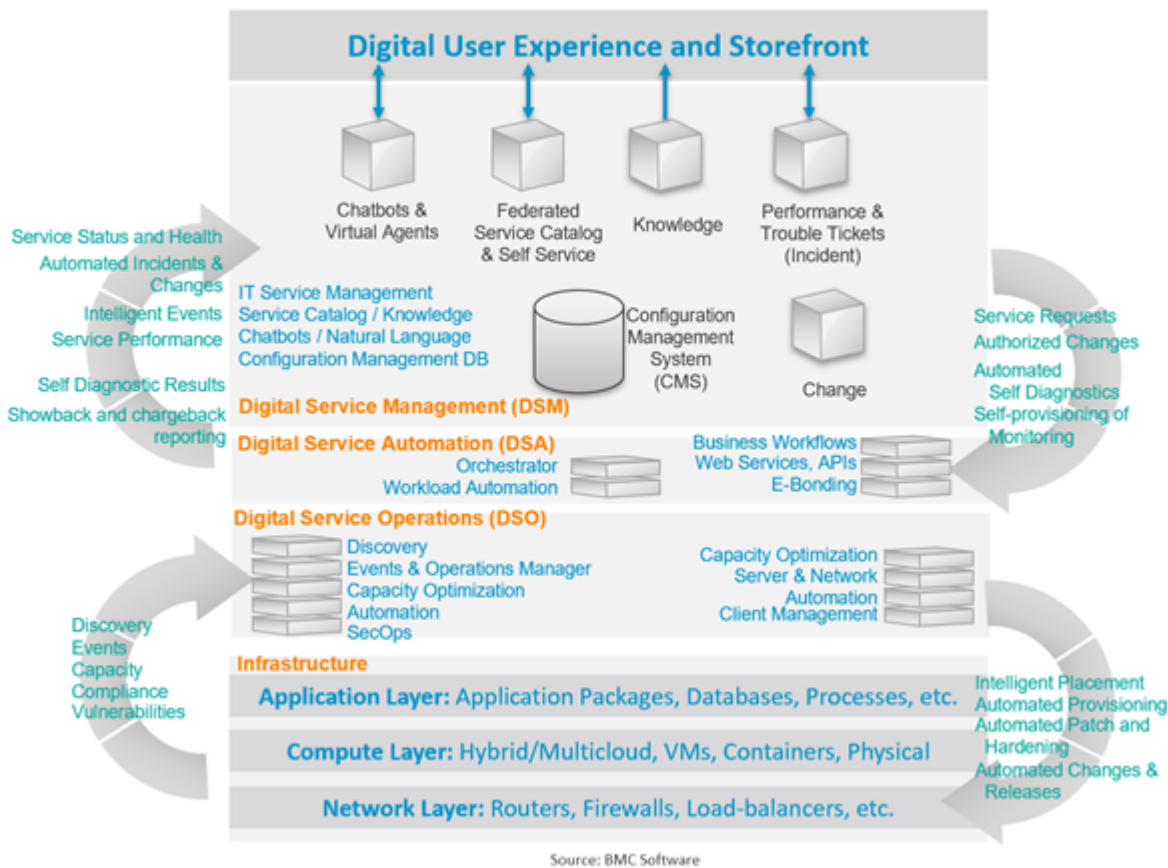 Digital User Experience and Storefront
Chatbots &
Virtual Agents
Federated
Service Catalog
& Self Service
Knowledge
Performance &
Trouble Tickets
(Incident)
Service Status and Health
Automated Incidents &
Changes
Intelligent Events
Service Performance
Self Diagnostic Results
Showback and chargeback
reporting
IT Service Management
Service Catalog / Knowledge
Chatbots / Natural Language
Configuration Management DB
Configuration
Management
System
(CMS)
Change
Service Requests
Authorized Changes
Automated
Self Diagnostics
Self-provisioning of
Monitoring
Digital Service Management (DSM)
Digital Service Automation (DSA)
Orchestrator
Workload Automation
Business Workflows
Web Services, APIs
E-Bonding
Digital Service Operations (DSO)
Discovery
Events & Operations Manager
Capacity Optimization
Automation
SecOps
Capacity Optimization
Server & Network
Automation
Client Management
Discovery
Events
Capacity
Compliance
Vulnerabilities
Infrastructure
Application Layer: Application Packages, Databases, Processes, etc.
Compute Layer: Hybrid/Multicloud, VMs, Containers, Physical
Network Layer: Routers, Firewalls, Load-balancers, etc.
Intelligent Placement
Automated Provisioning
Automated Patch and
Hardening
Automated Changes &
Releases
Source: BMC Software